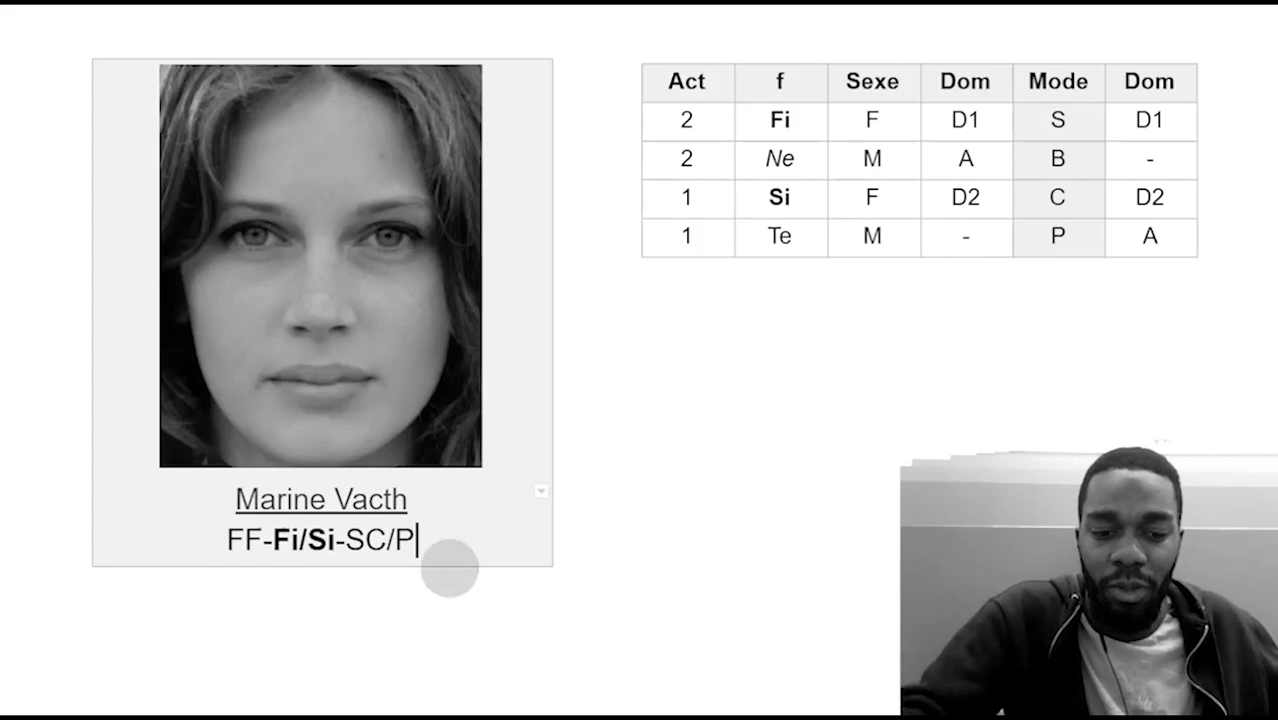 Act f Sexe Dom Mode Dom
2 Fi F D1 S D1
2 Ne M A B -
1 Si F D2 C D2
1 Te M - P A
Marine Vacth
FF-Fi/Si-SC/P